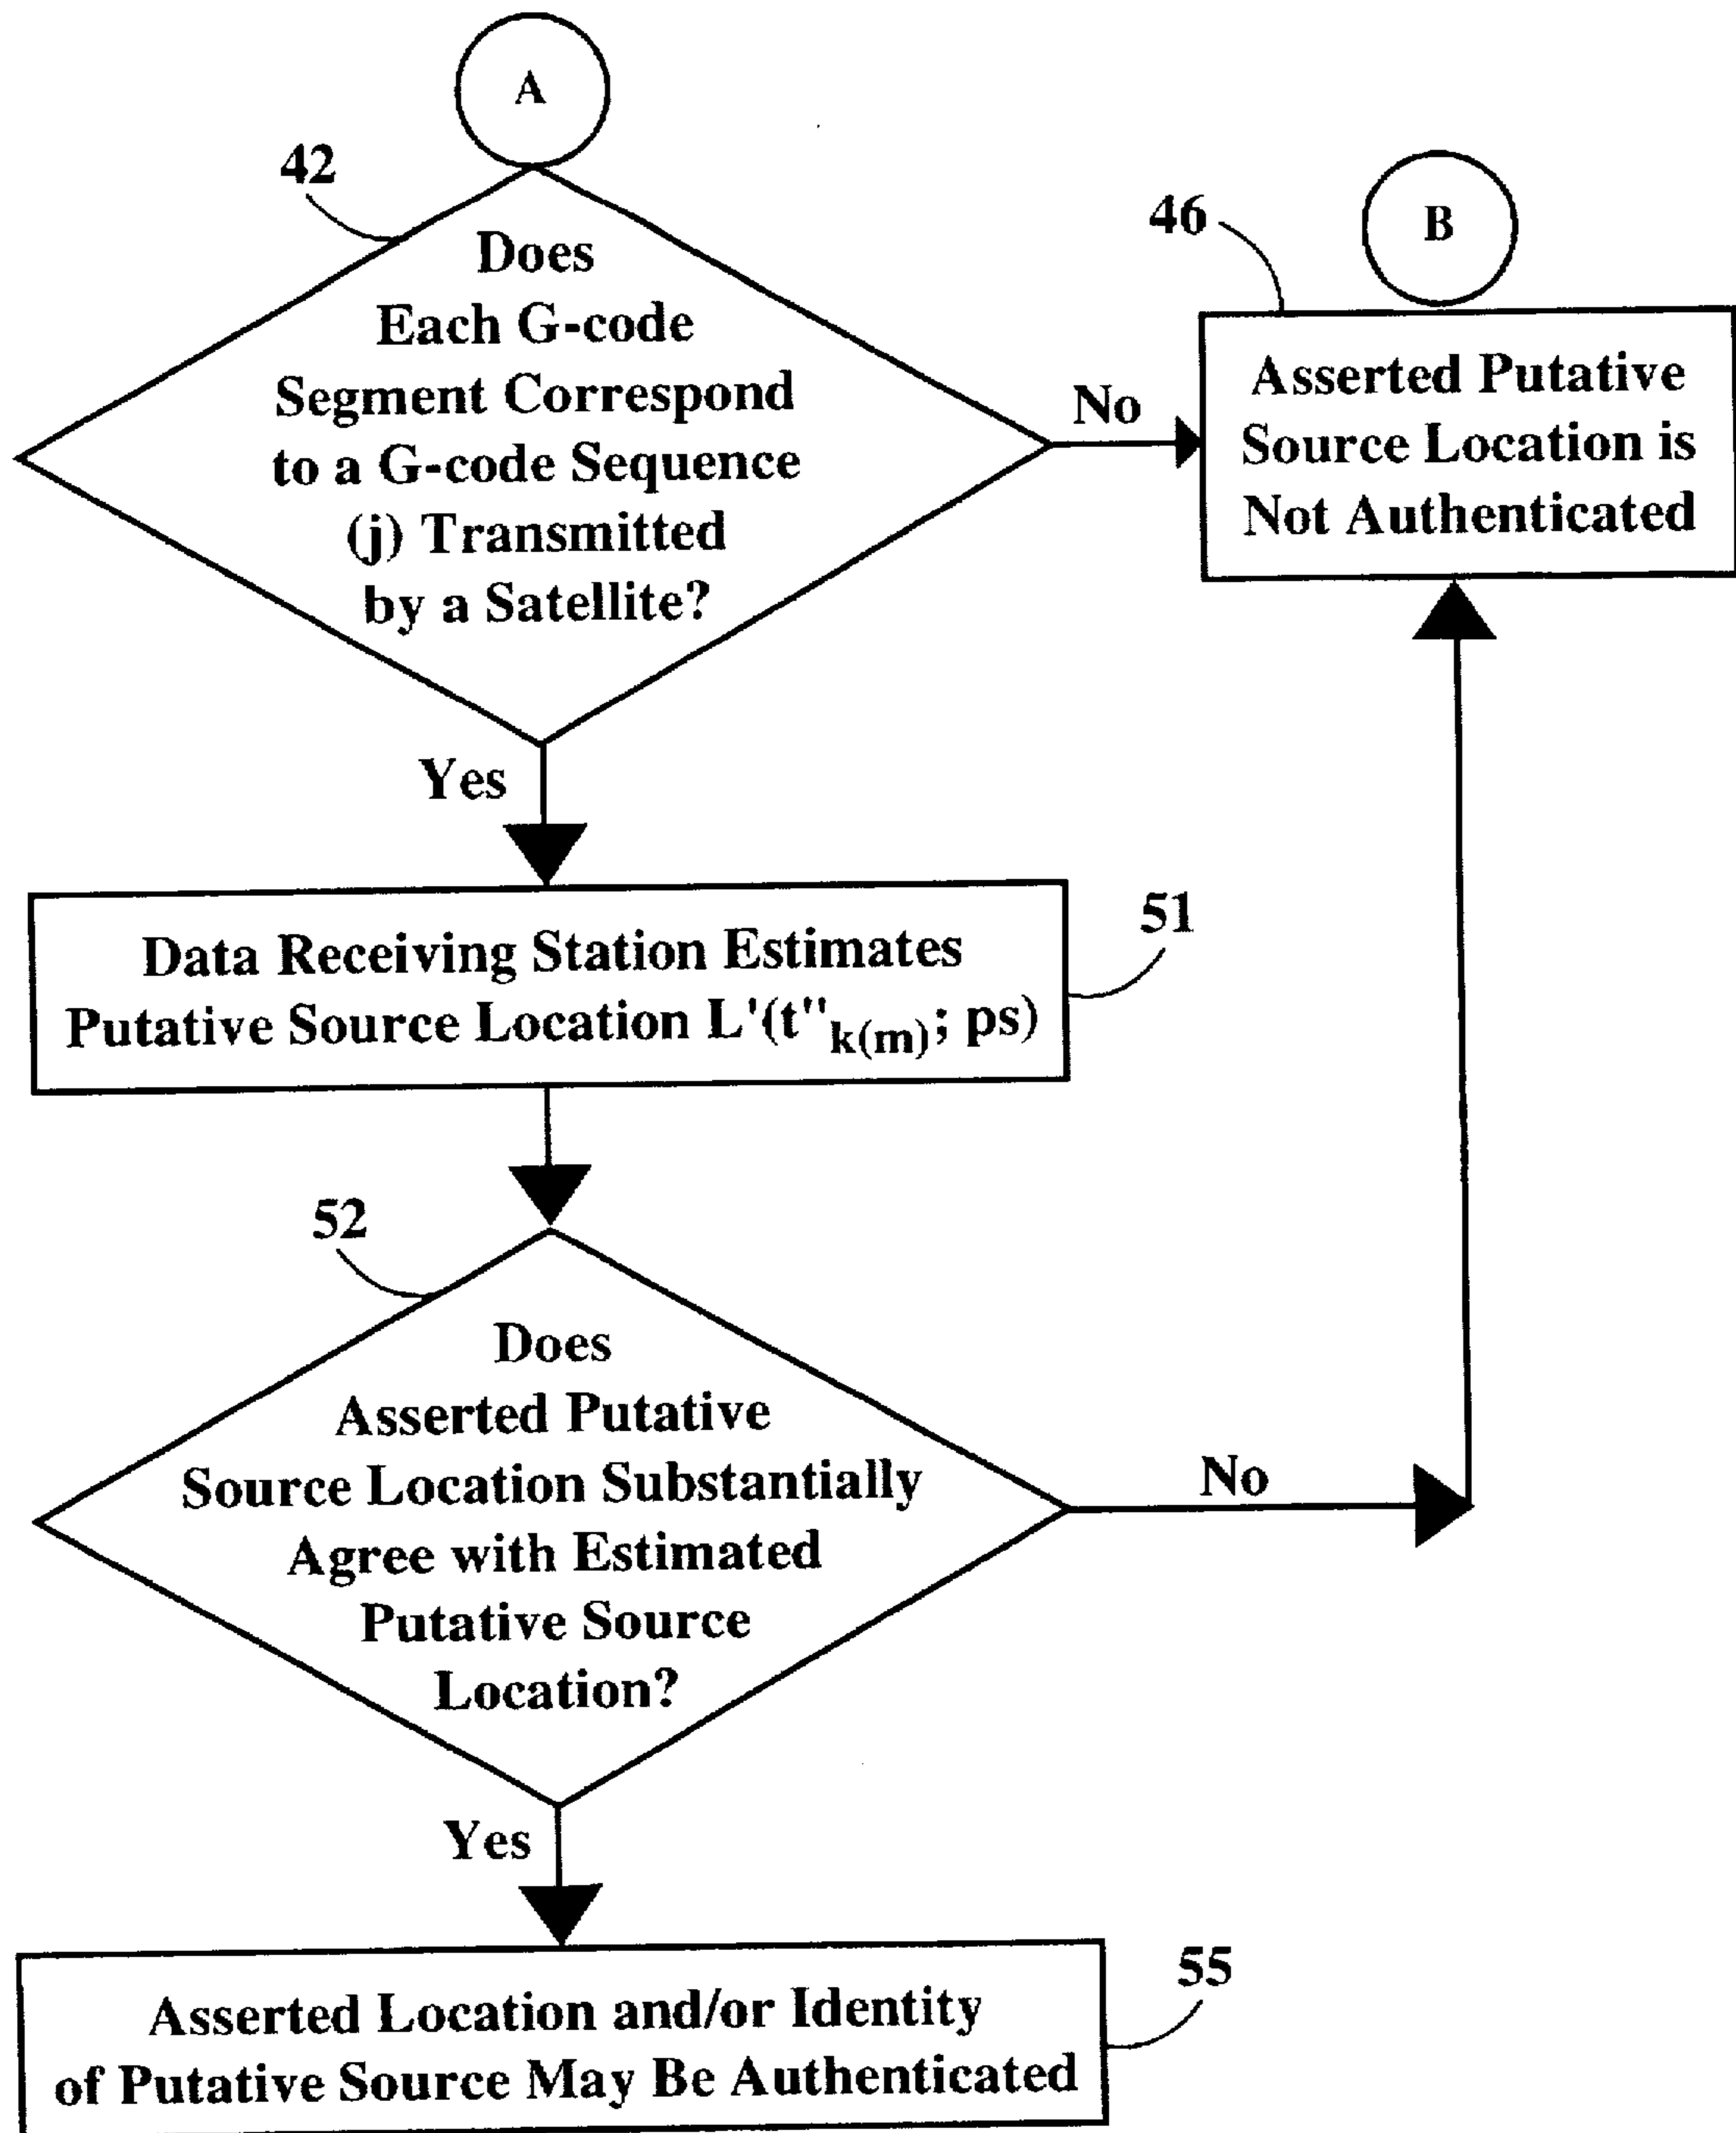 A
42
Does
Each G-code
Segment Correspond
to a G-code Sequence
(j) Transmitted
by a Satellite?
No
B
46
Asserted Putative
Source Location is
Not Authenticated
Yes
51
Data Receiving Station Estimates
Putative Source Location L'(t''k(m); ps)
52
Does
Asserted Putative
Source Location Substantially
Agree with Estimated
Putative Source
Location?
No
Yes
55
Asserted Location and/or Identity
of Putative Source May Be Authenticated